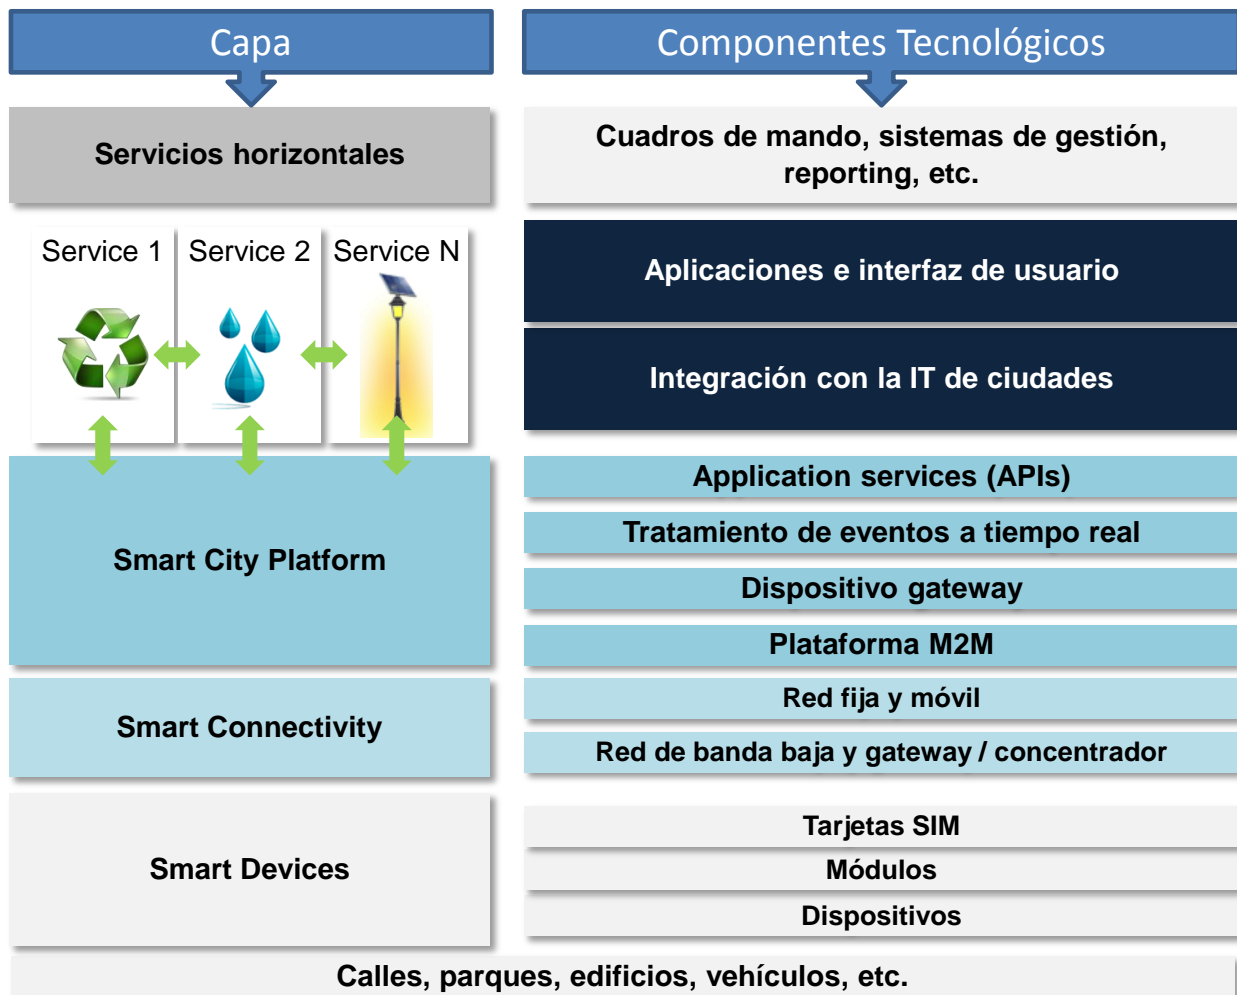 Capa
Componentes Tecnológicos
Servicios horizontales
Cuadros de mando, sistemas de gestión,
reporting, etc.
Service 1
Service 2
Service N
Aplicaciones e interfaz de usuario
Integración con la IT de ciudades
Smart City Platform
Application services (APIs)
Tratamiento de eventos a tiempo real
Dispositivo gateway
Plataforma M2M
Smart Connectivity
Red fija y móvil
Red de banda baja y gateway / concentrador
Smart Devices
Tarjetas SIM
Módulos
Dispositivos
Calles, parques, edificios, vehículos, etc.